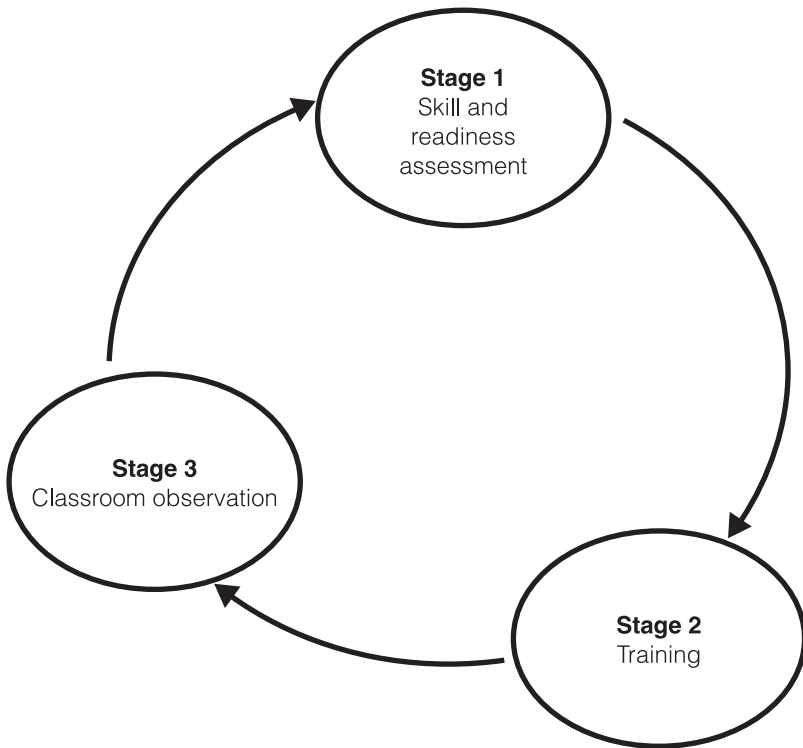 Stage 1
Skill and
readiness
assessment
Stage 3
Classroom observation
Stage 2
Training